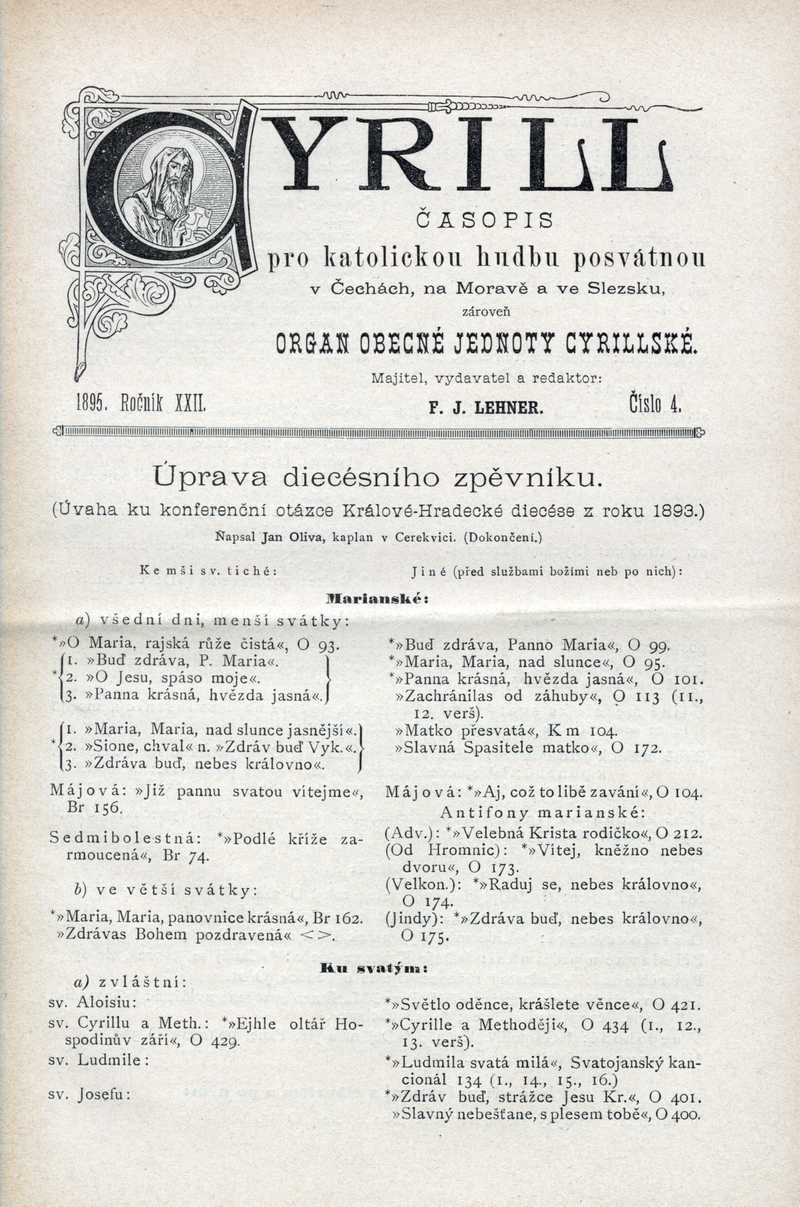 CYRILL
ČASOPIS
pro katolickou hudbu posvátnou
v Čechách, na Moravě a ve Slezsku,
zároveň
ORGAN OBECNÉ JEDNOTY CYRILLSKÉ.
Majitel, vydavatel a redaktor:
1895. Ročník XXII.
F. J. LEHNER.
Číslo 4.
Úprava diecésního zpěvníku.
(Úvaha ku konferenční otázce Králové-Hradecké diecése z roku 1893.)
Napsal Jan Oliva, kaplan v Cerekvici. (Dokončení.)
Ke mši sv. tiché:
Jiné (před službami božími neb po nich):
Marianské:
a) všední dni, menší svátky:
*»O Maria, rajská růže čistá«, O 93.
1. »Buď zdráva, P. Maria«.
*2. »O Jesu, spáso moje«.
3. »Panna krásná, hvězda jasná«.
1. »Maria, Maria, nad slunce jasnější«.
*2. »Sione, chval« n. »Zdráv buď Vyk.«.
3. »Zdráva buď, nebes královno«.
Májová: »Již pannu svatou vítejme«,
Br 156.
Sedmibolestná: *»Podlé kříže za-
rmoucená«, Br 74.
b) ve větší svátky:
*»Maria, Maria, panovnice krásná«, Br 162.
»Zdrávas Bohem pozdravená« <>.
*»Buď zdráva, Panno Maria«, O 99.
*»Maria, Maria, nad slunce«, O 95.
*»Panna krásná, hvězda jasná«, O 101.
»Zachránilas od záhuby«, O 113 (11.,
12. verš).
»Matko přesvatá«, K m 104.
»Slavná Spasitele matko«, O 172.
Májová: *»Aj, což to libě zavání«, O 104.
Antifony marianské:
(Adv.): *»Velebná Krista rodičko«, O 212.
(Od Hromnic): *»Vítej, kněžno nebes
dvoru«, O 173.
(Velkon.): *»Raduj se, nebes královno«,
O 174.
(Jindy): *»Zdráva buď, nebes královno«,
O 175.
Ku svatým:
a) zvláštní:
sv. Aloisiu:
*»Světlo oděnce, krášlete věnce«, O 421.
sv. Cyrillu a Meth.: *»Ejhle oltář Ho-
spodinův září«, O 429.
*»Cyrille a Methoději«, O 434 (1., 12.,
13. verš).
sv. Ludmile:
*»Ludmila svatá milá«, Svatojanský kan-
cionál 134 (1., 14., 15., 16.)
sv. Josefu:
*»Zdráv buď, strážce Jesu Kr.«, O 401.
»Slavný nebešťane, s plesem tobě«, O 400.